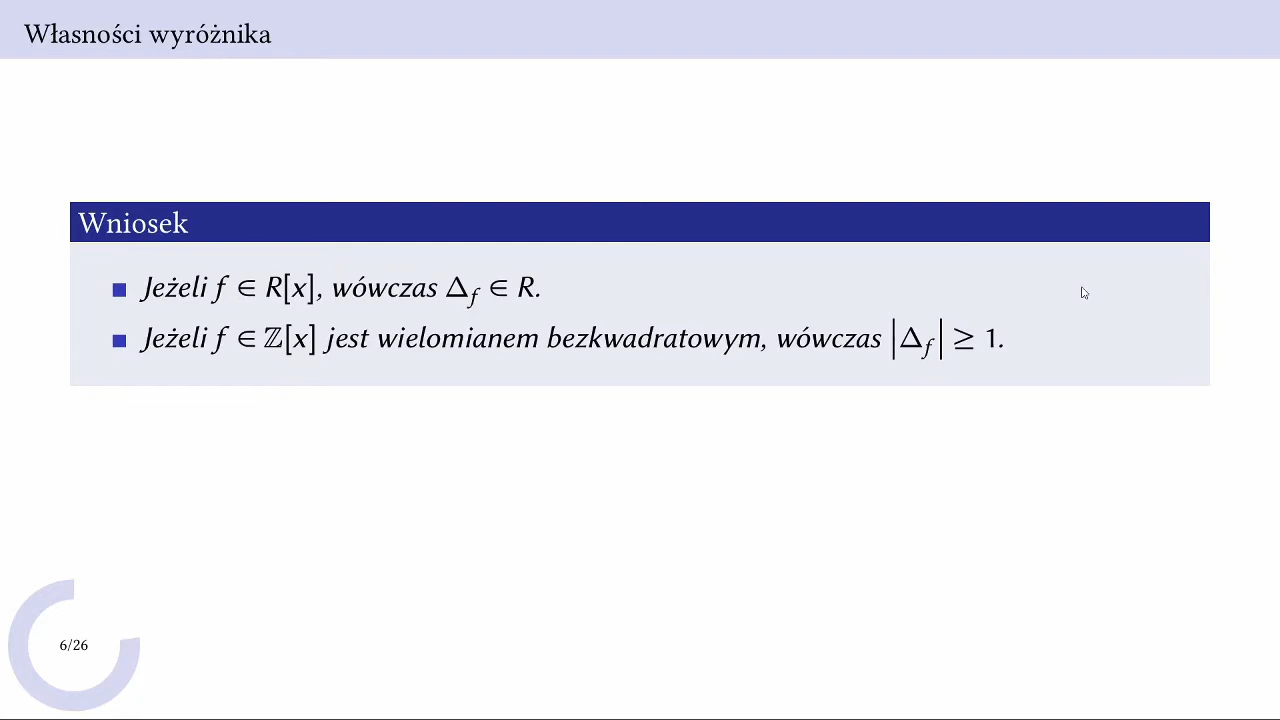 Własności wyróżnika
Wniosek
Jeżeli f ∈ R[x], wówczas Δ_f ∈ R.
Jeżeli f ∈ ℤ[x] jest wielomianem bezkwadratowym, wówczas |Δ_f| ≥ 1.
6/26